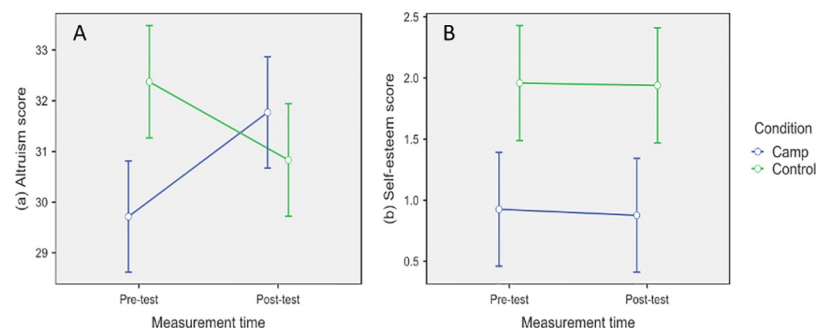 A
(a) Altruism score
33
32
31
30
29
Pre-test
Post-test
Measurement time
B
(b) Self-esteem score
2.5
2.0
1.5
1.0
0.5
Pre-test
Post-test
Measurement time
Condition
Camp
Control